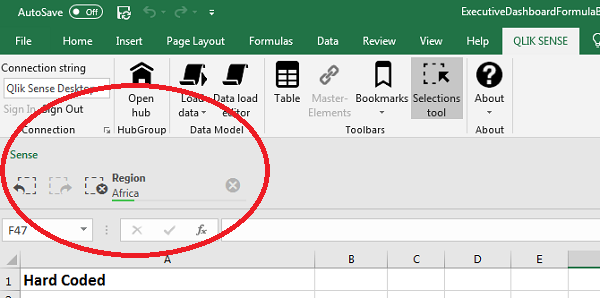 AutoSave Off ExecutiveDashboardFormulaB
File Home Insert Page Layout Formulas Data Review View Developer QLIK SENSE
Connection string
Qlik Sense Desktop
Sign In Sign Out
Connection
Open hub
HubGroup
Load data
Data load editor
Data Model
Table
Master-Elements
Bookmarks
Selections tool
Toolbars
About
About
Sense
Region
Africa
F47 fx
A B C D E
1 Hard Coded